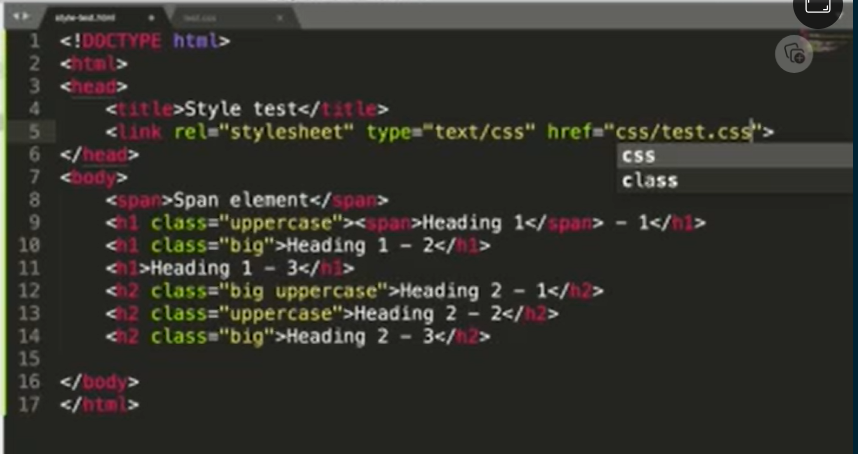 style-test.html
test.css
1 <!DOCTYPE html>
2 <html>
3 <head>
4 <title>Style test</title>
5 <link rel="stylesheet" type="text/css" href="css/test.css">
6 </head>
css
7 <body>
class
8 <span>Span element</span>
9 <h1 class="uppercase"><span>Heading 1</span> - 1</h1>
10 <h1 class="big">Heading 1 - 2</h1>
11 <h1>Heading 1 - 3</h1>
12 <h2 class="big uppercase">Heading 2 - 1</h2>
13 <h2 class="uppercase">Heading 2 - 2</h2>
14 <h2 class="big">Heading 2 - 3</h2>
15
16 </body>
17 </html>